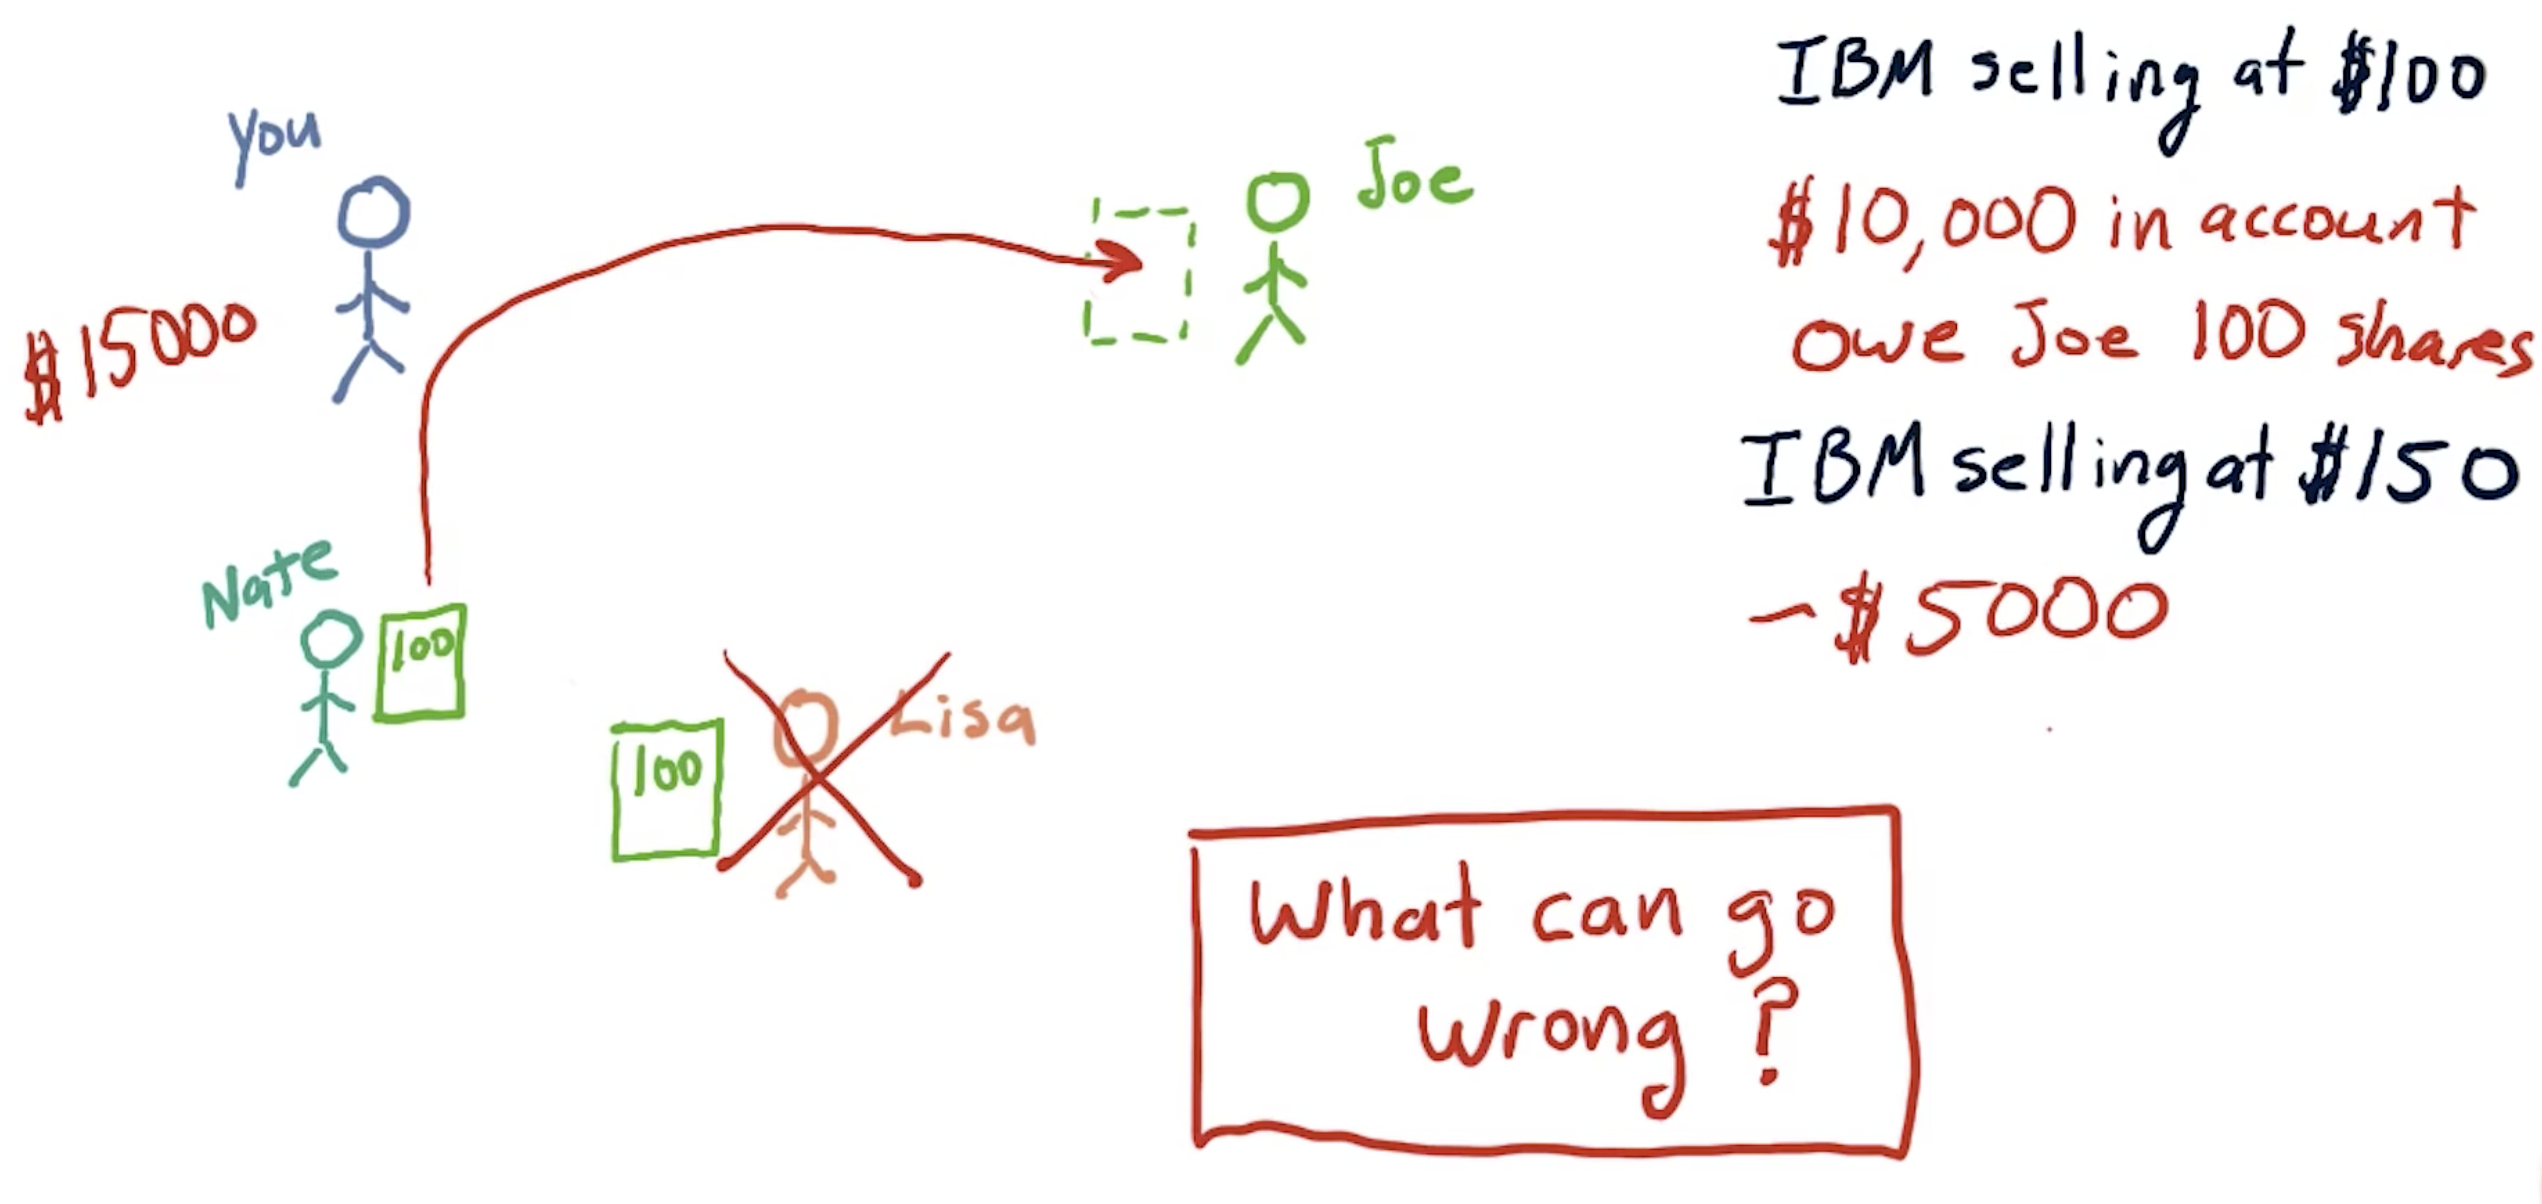 you
$15000
Joe
Nate
100
100
Lisa
IBM selling at $100
$10,000 in account
owe Joe 100 shares
IBM selling at $150
-$5000
What can go
wrong?